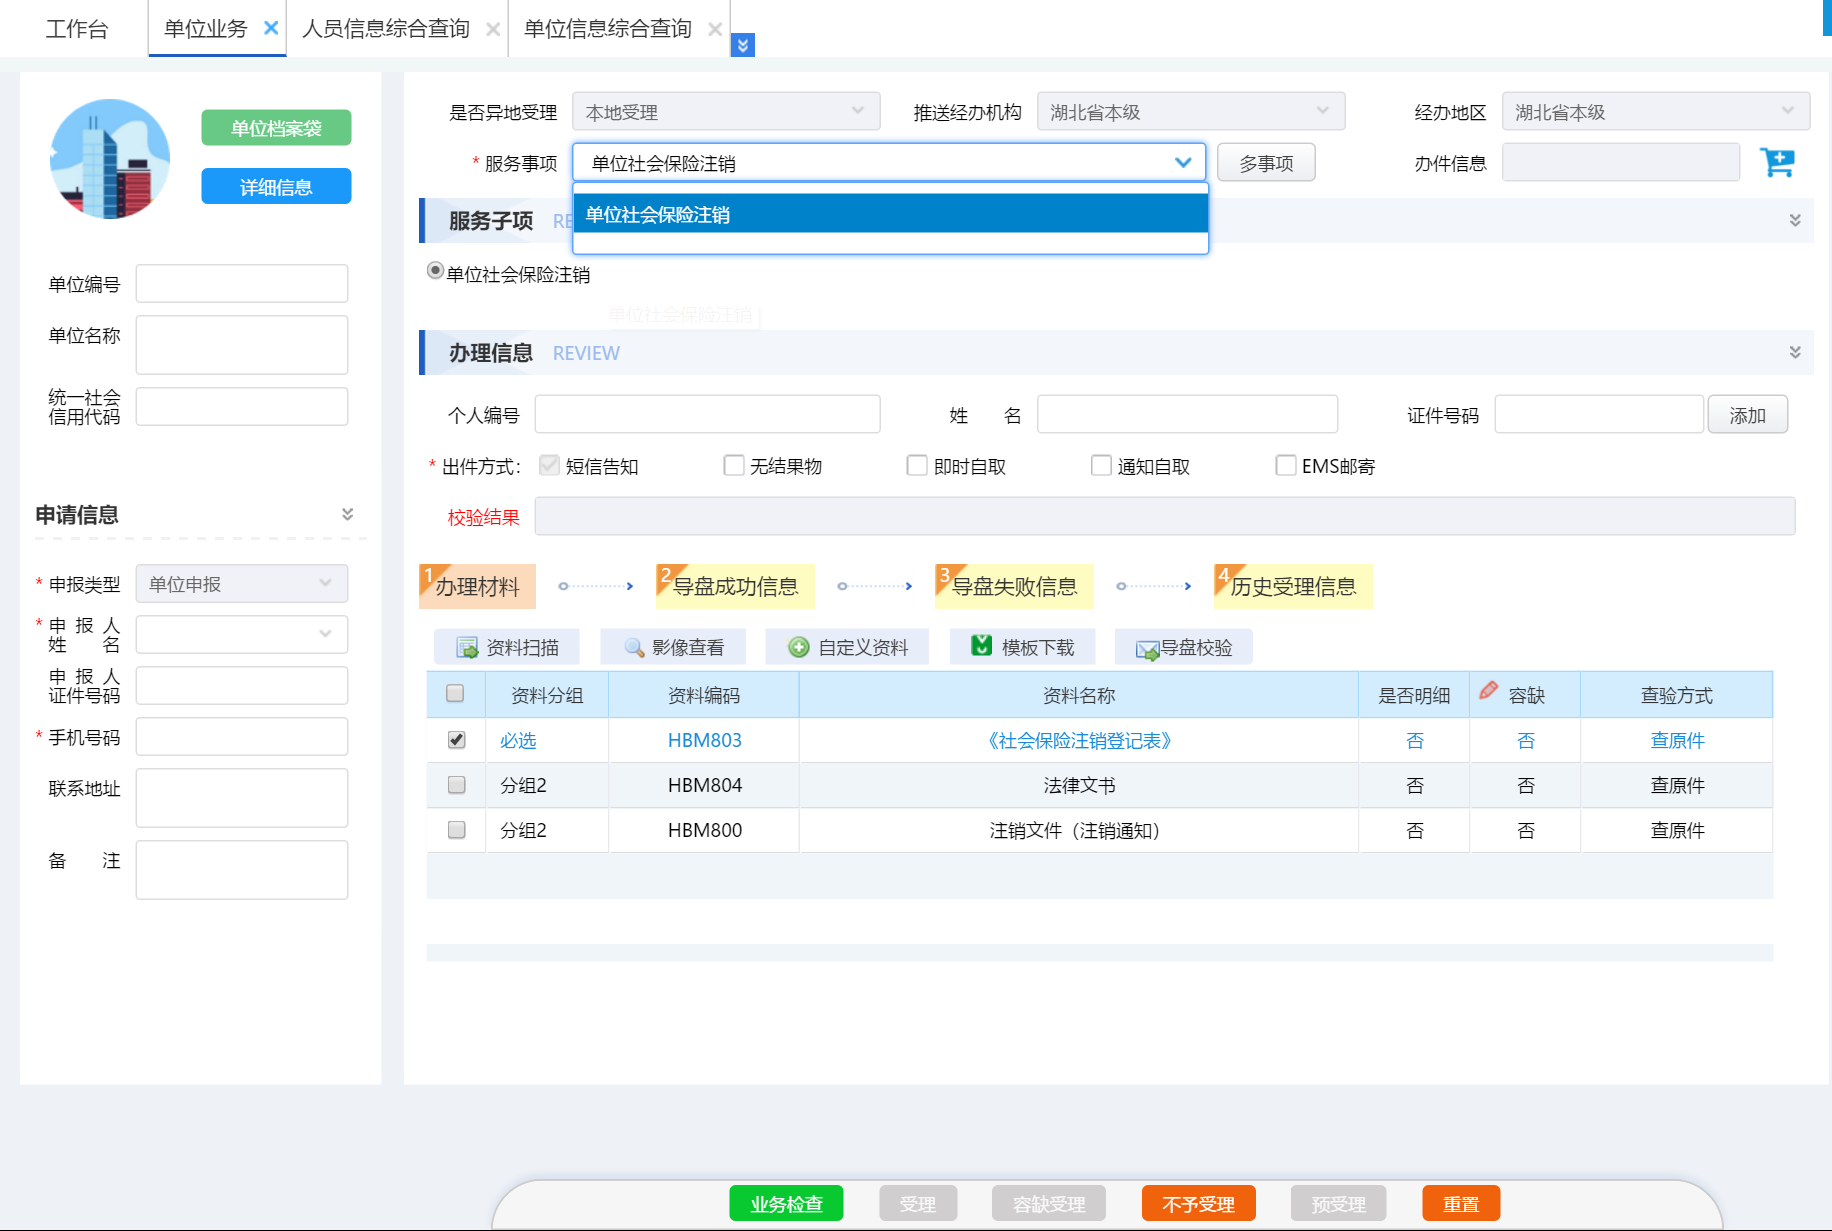 工作台 单位业务 人员信息综合查询 单位信息综合查询
单位档案袋
详细信息
单位编号
单位名称
统一社会
信用代码
申请信息
* 申报类型 单位申报
* 申报人
姓名
申报人
证件号码
* 手机号码
联系地址
备注
是否异地受理 本地受理 推送经办机构 湖北省本级 经办地区 湖北省本级
* 服务事项 单位社会保险注销 多事项 办件信息
单位社会保险注销
服务子项 RE
单位社会保险注销
单位社会保险注销
办理信息 REVIEW
个人编号 姓名 证件号码 添加
* 出件方式: 短信告知 无结果物 即时自取 通知自取 EMS邮寄
校验结果
1 办理材料 2 导盘成功信息 3 导盘失败信息 4 历史受理信息
资料扫描 影像查看 自定义资料 模板下载 导盘校验
资料分组 资料编码 资料名称 是否明细 容缺 查验方式
必选 HBM803 《社会保险注销登记表》 否 否 查原件
分组2 HBM804 法律文书 否 否 查原件
分组2 HBM800 注销文件（注销通知） 否 否 查原件
业务检查 受理 容缺受理 不予受理 预受理 重置